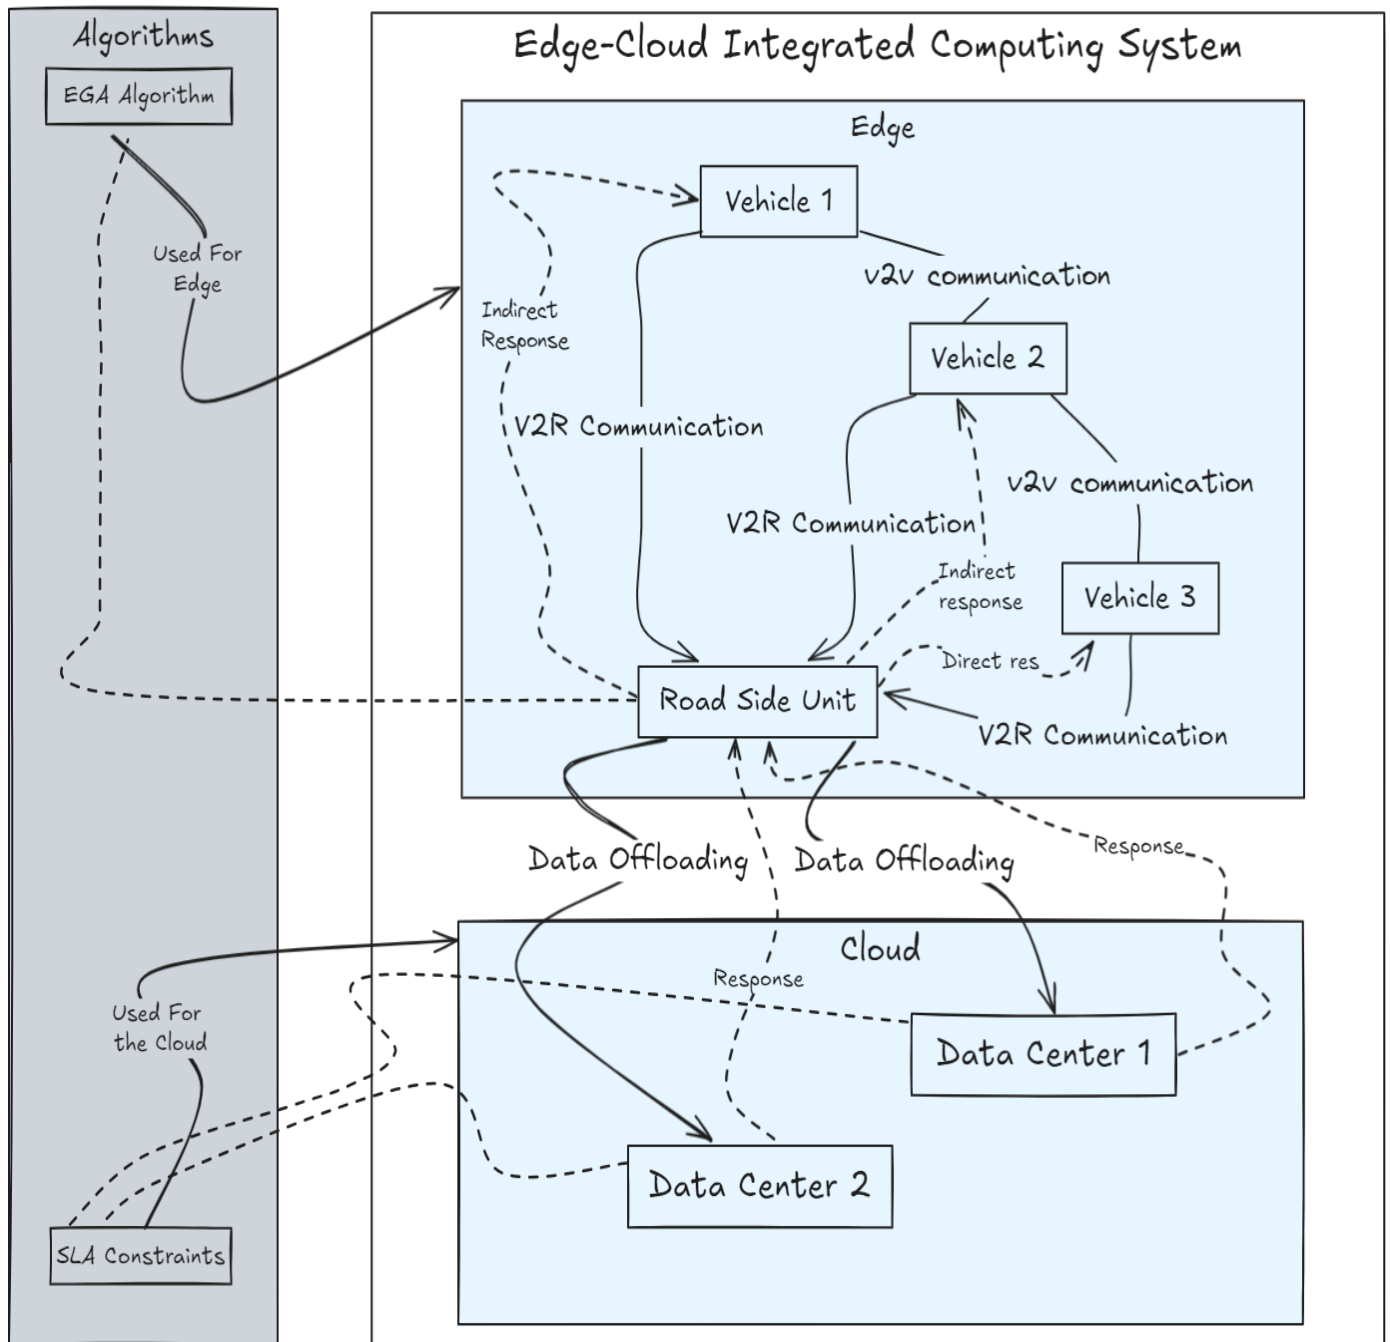 Algorithms
EGA Algorithm
Used For
Edge
Used For
the Cloud
SLA Constraints
Edge-Cloud Integrated Computing System
Edge
Vehicle 1
v2v communication
Indirect
Response
Vehicle 2
V2R Communication
v2v communication
V2R Communication
Indirect
response
Vehicle 3
Direct res
Road Side Unit
V2R Communication
Data Offloading
Data Offloading
Response
Cloud
Response
Data Center 1
Data Center 2